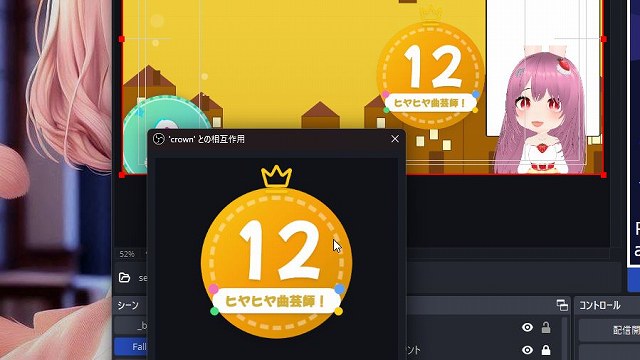 12
ヒヤヒヤ曲芸師！
'crown' との相互作用
12
ヒヤヒヤ曲芸師！
52%
シーン
コントロール
_b
Fall
ント
配信開